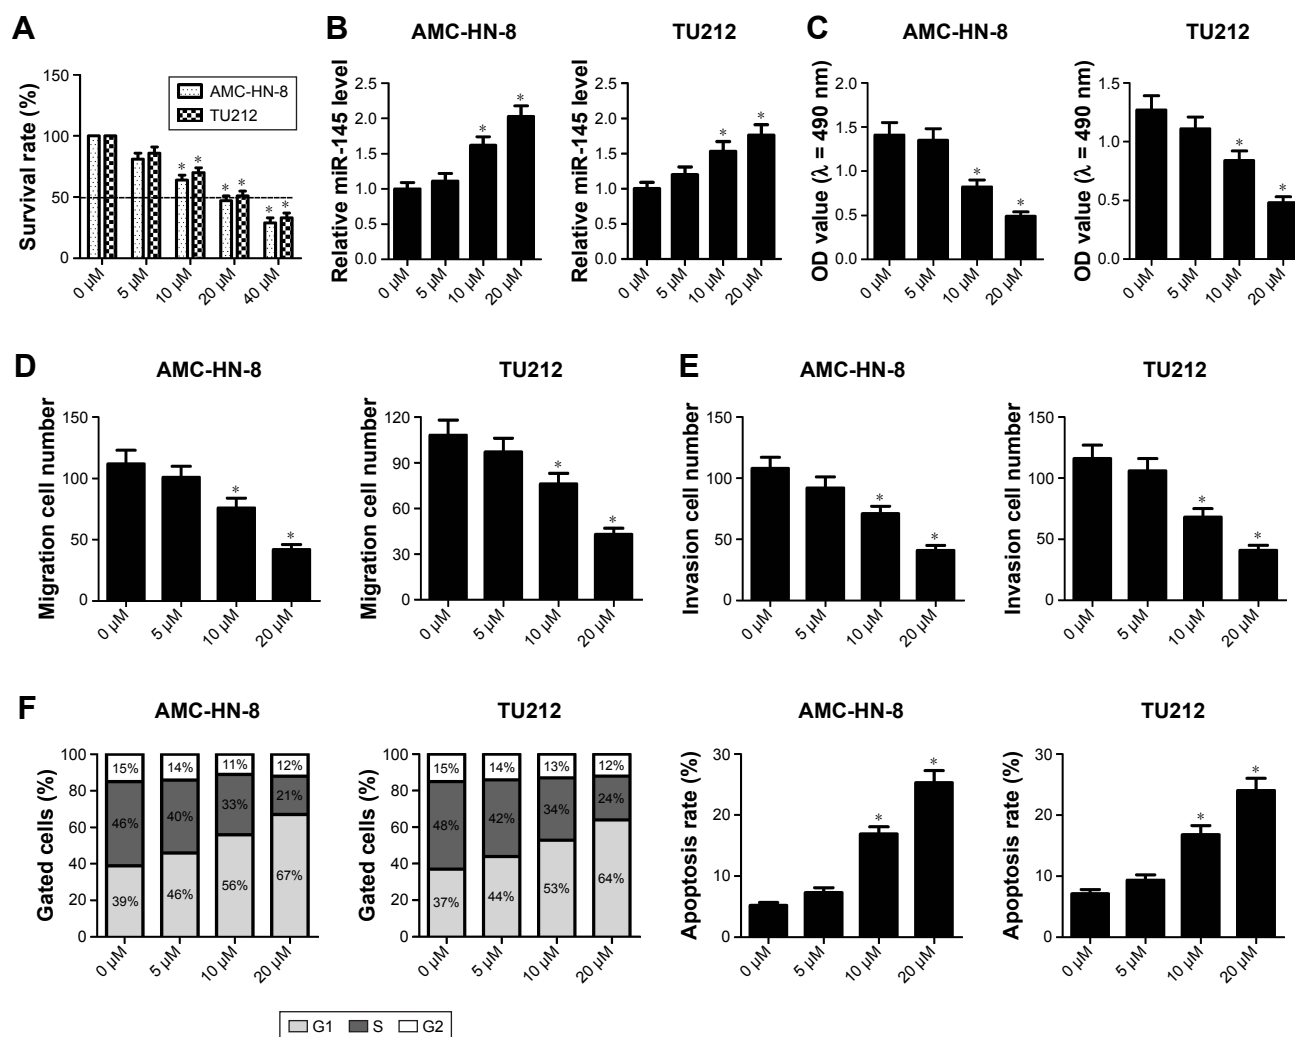 A
Survival rate (%)
150
100
50
0
AMC-HN-8
TU212
* * * * * *
0 µM 5 µM 10 µM 20 µM 40 µM
B
AMC-HN-8
Relative miR-145 level
2.5
2.0
1.5
1.0
0.5
0.0
* *
0 µM 5 µM 10 µM 20 µM
TU212
Relative miR-145 level
2.5
2.0
1.5
1.0
0.5
0.0
* *
0 µM 5 µM 10 µM 20 µM
C
AMC-HN-8
OD value (λ = 490 nm)
2.0
1.5
1.0
0.5
0.0
* *
0 µM 5 µM 10 µM 20 µM
TU212
OD value (λ = 490 nm)
1.5
1.0
0.5
0.0
* *
0 µM 5 µM 10 µM 20 µM
D
AMC-HN-8
Migration cell number
150
100
50
0
* *
0 µM 5 µM 10 µM 20 µM
TU212
Migration cell number
120
90
60
30
0
* *
0 µM 5 µM 10 µM 20 µM
E
AMC-HN-8
Invasion cell number
150
100
50
0
* *
0 µM 5 µM 10 µM 20 µM
TU212
Invasion cell number
150
100
50
0
* *
0 µM 5 µM 10 µM 20 µM
F
AMC-HN-8
Gated cells (%)
100
80
60
40
20
0
15% 14% 11% 12%
46% 40% 33% 21%
39% 46% 56% 67%
0 µM 5 µM 10 µM 20 µM
TU212
Gated cells (%)
100
80
60
40
20
0
15% 14% 13% 12%
48% 42% 34% 24%
37% 44% 53% 64%
0 µM 5 µM 10 µM 20 µM
G1 S G2
AMC-HN-8
Apoptosis rate (%)
30
20
10
0
* *
0 µM 5 µM 10 µM 20 µM
TU212
Apoptosis rate (%)
30
20
10
0
* *
0 µM 5 µM 10 µM 20 µM